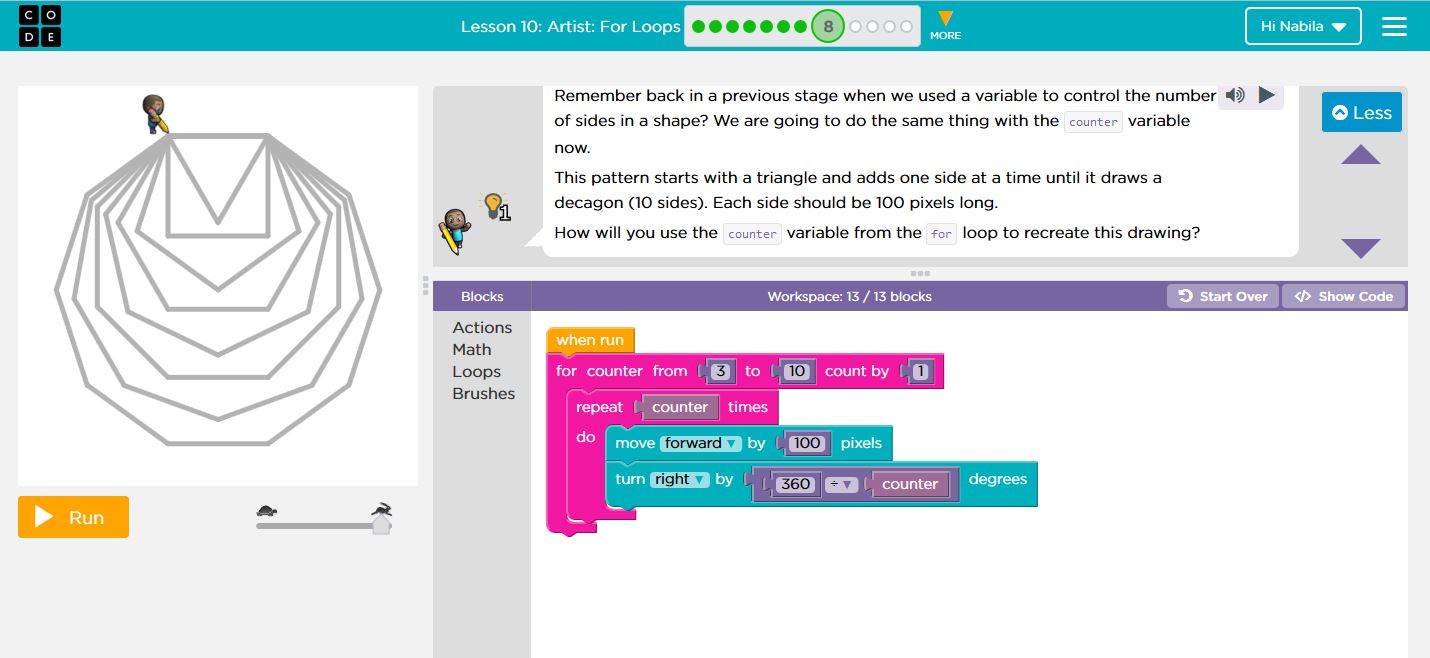 C O
D E
Lesson 10: Artist: For Loops
8
MORE
Hi Nabila
Remember back in a previous stage when we used a variable to control the number
of sides in a shape? We are going to do the same thing with the counter variable
now.
This pattern starts with a triangle and adds one side at a time until it draws a
decagon (10 sides). Each side should be 100 pixels long.
How will you use the counter variable from the for loop to recreate this drawing?
1
Less
Blocks
Workspace: 13 / 13 blocks
Start Over
</> Show Code
Actions
Math
Loops
Brushes
when run
for counter from 3 to 10 count by 1
repeat counter times
do
move forward ▼ by 100 pixels
turn right ▼ by 360 ÷ ▼ counter degrees
Run